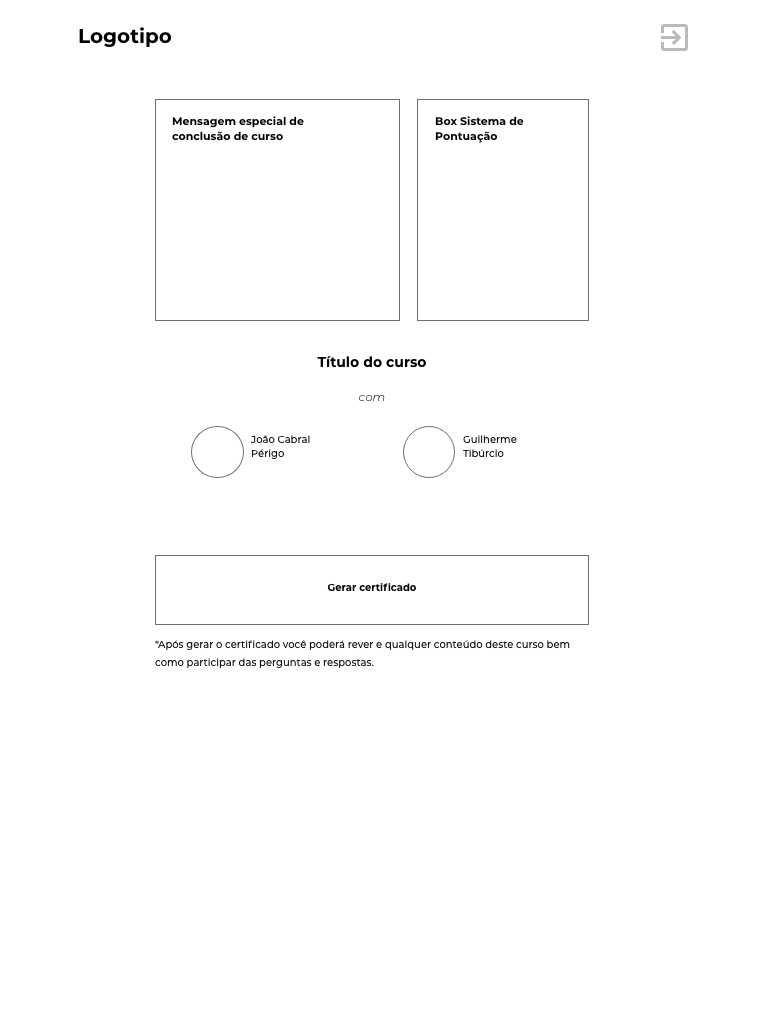 Logotipo
Mensagem especial de
conclusão de curso
Box Sistema de
Pontuação
Título do curso
com
João Cabral
Périgo
Guilherme
Tibúrcio
Gerar certificado
*Após gerar o certificado você poderá rever e qualquer conteúdo deste curso bem
como participar das perguntas e respostas.